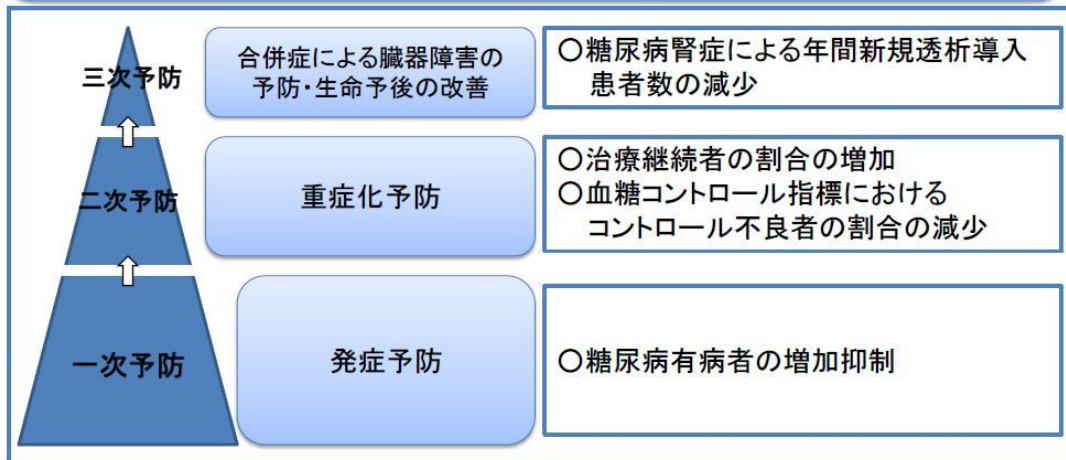 三次予防
合併症による臓器障害の
予防・生命予後の改善
○糖尿病腎症による年間新規透析導入
患者数の減少
二次予防
重症化予防
○治療継続者の割合の増加
○血糖コントロール指標における
コントロール不良者の割合の減少
一次予防
発症予防
○糖尿病有病者の増加抑制